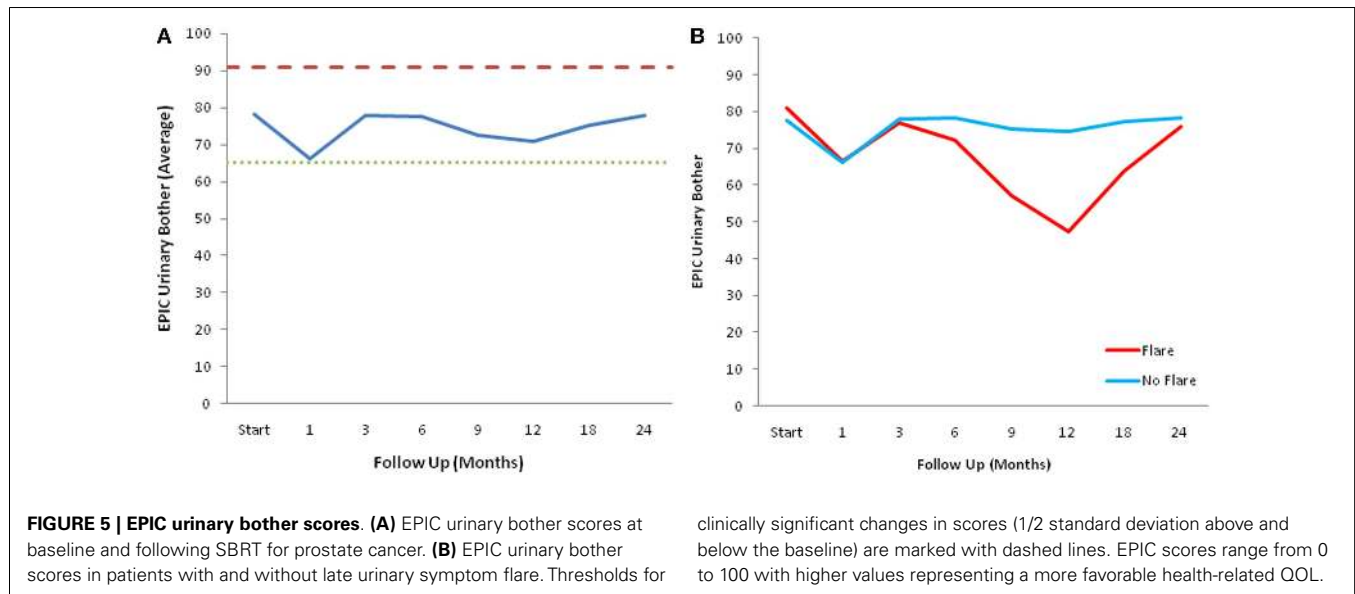 A
EPIC Urinary Bother (Average)
100
90
80
70
60
50
40
30
20
10
0
Start 1 3 6 9 12 18 24
Follow Up (Months)
B
EPIC Urinary Bother
100
90
80
70
60
50
40
30
20
10
0
Flare
No Flare
Start 1 3 6 9 12 18 24
Follow Up (Months)
FIGURE 5 | EPIC urinary bother scores. (A) EPIC urinary bother scores at
baseline and following SBRT for prostate cancer. (B) EPIC urinary bother
scores in patients with and without late urinary symptom flare. Thresholds for
clinically significant changes in scores (1/2 standard deviation above and
below the baseline) are marked with dashed lines. EPIC scores range from 0
to 100 with higher values representing a more favorable health-related QOL.